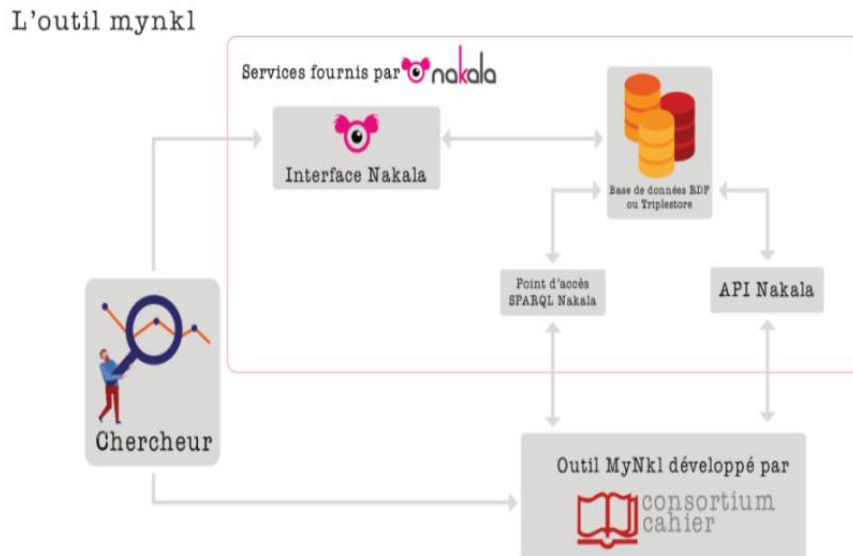 L'outil mynkl
Services fournis par nakala
Interface Nakala
Base de données RDF
ou Triplestore
Point d'accès
SPARQL Nakala
API Nakala
Chercheur
Outil MyNkl développé par
consortium
cahier